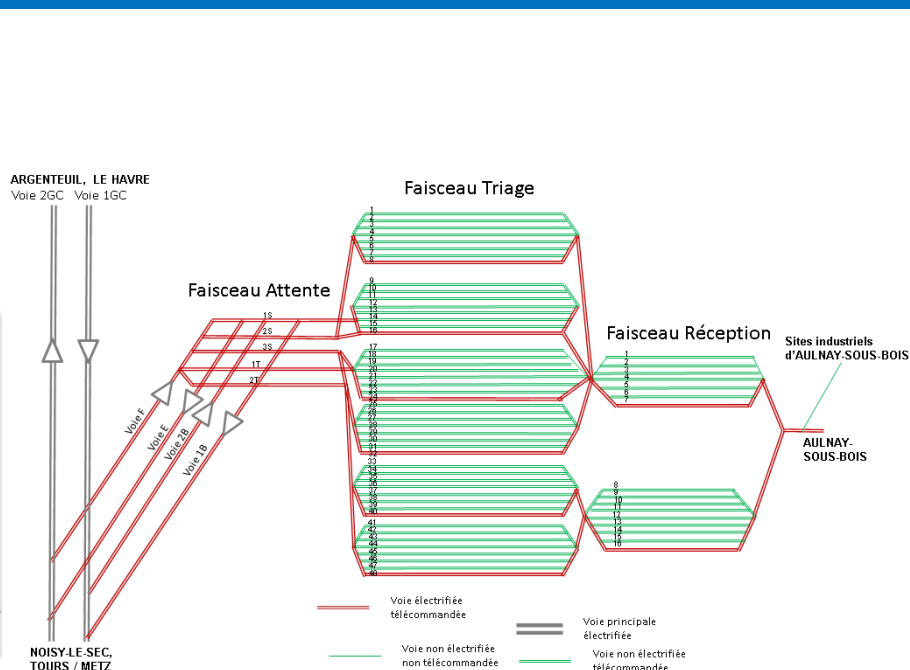 ARGENTEUIL, LE HAVRE
Voie 2GC Voie 1GC
Faisceau Triage
1
2
3
4
5
6
7
8
Faisceau Attente
9
10
11
12
13
14
15
16
1S
2S
3S
1T
2T
17
18
19
20
21
22
23
24
25
26
27
28
29
30
31
32
33
34
35
36
37
38
39
40
41
42
43
44
45
46
47
48
Faisceau Réception
1
2
3
4
5
6
7
8
9
10
11
12
13
14
15
16
Sites industriels
d'AULNAY-SOUS-BOIS
AULNAY-
SOUS-BOIS
Voie F
Voie E
Voie 2B
Voie 1B
NOISY-LE-SEC,
TOURS / METZ
Voie électrifiée
télécommandée
Voie principale
électrifiée
Voie non électrifiée
non télécommandée
Voie non électrifiée
télécommandée